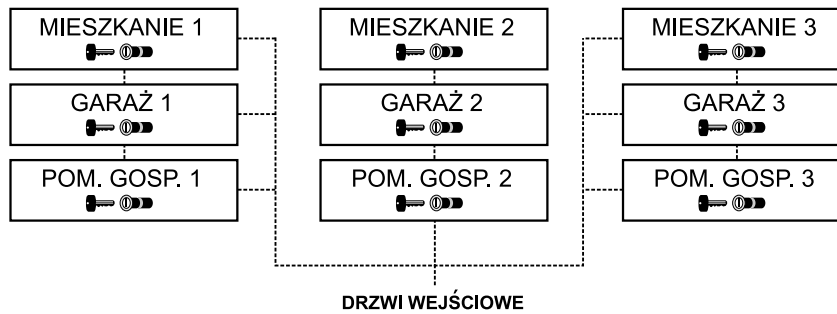 MIESZKANIE 1
MIESZKANIE 2
MIESZKANIE 3
GARAŻ 1
GARAŻ 2
GARAŻ 3
POM. GOSP. 1
POM. GOSP. 2
POM. GOSP. 3
DRZWI WEJŚCIOWE